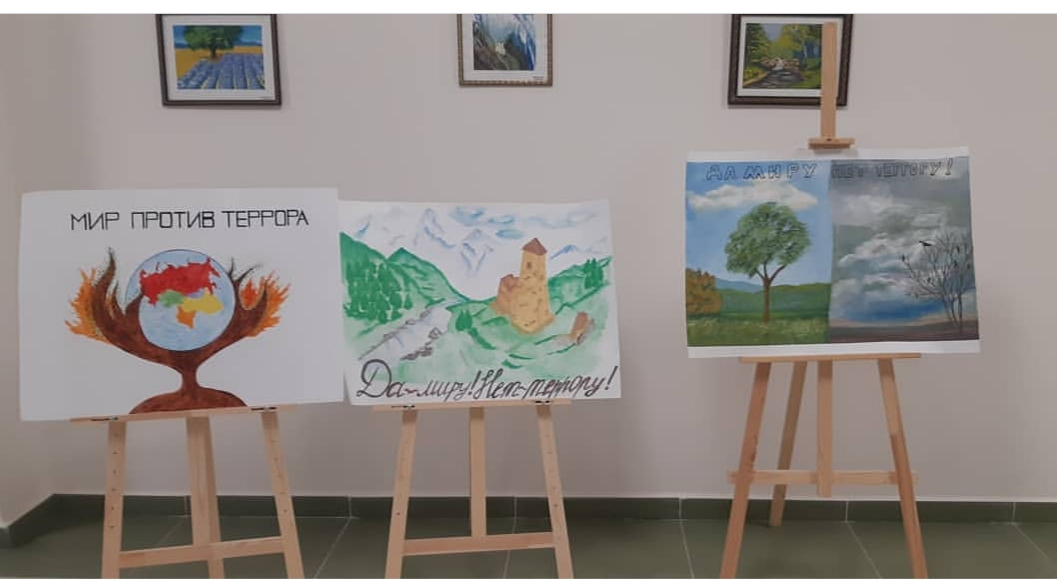 МИР ПРОТИВ ТЕРРОРА
Да-миру! Нет-террору!
ДА МИРУ НЕТ ТЕРРОРУ!